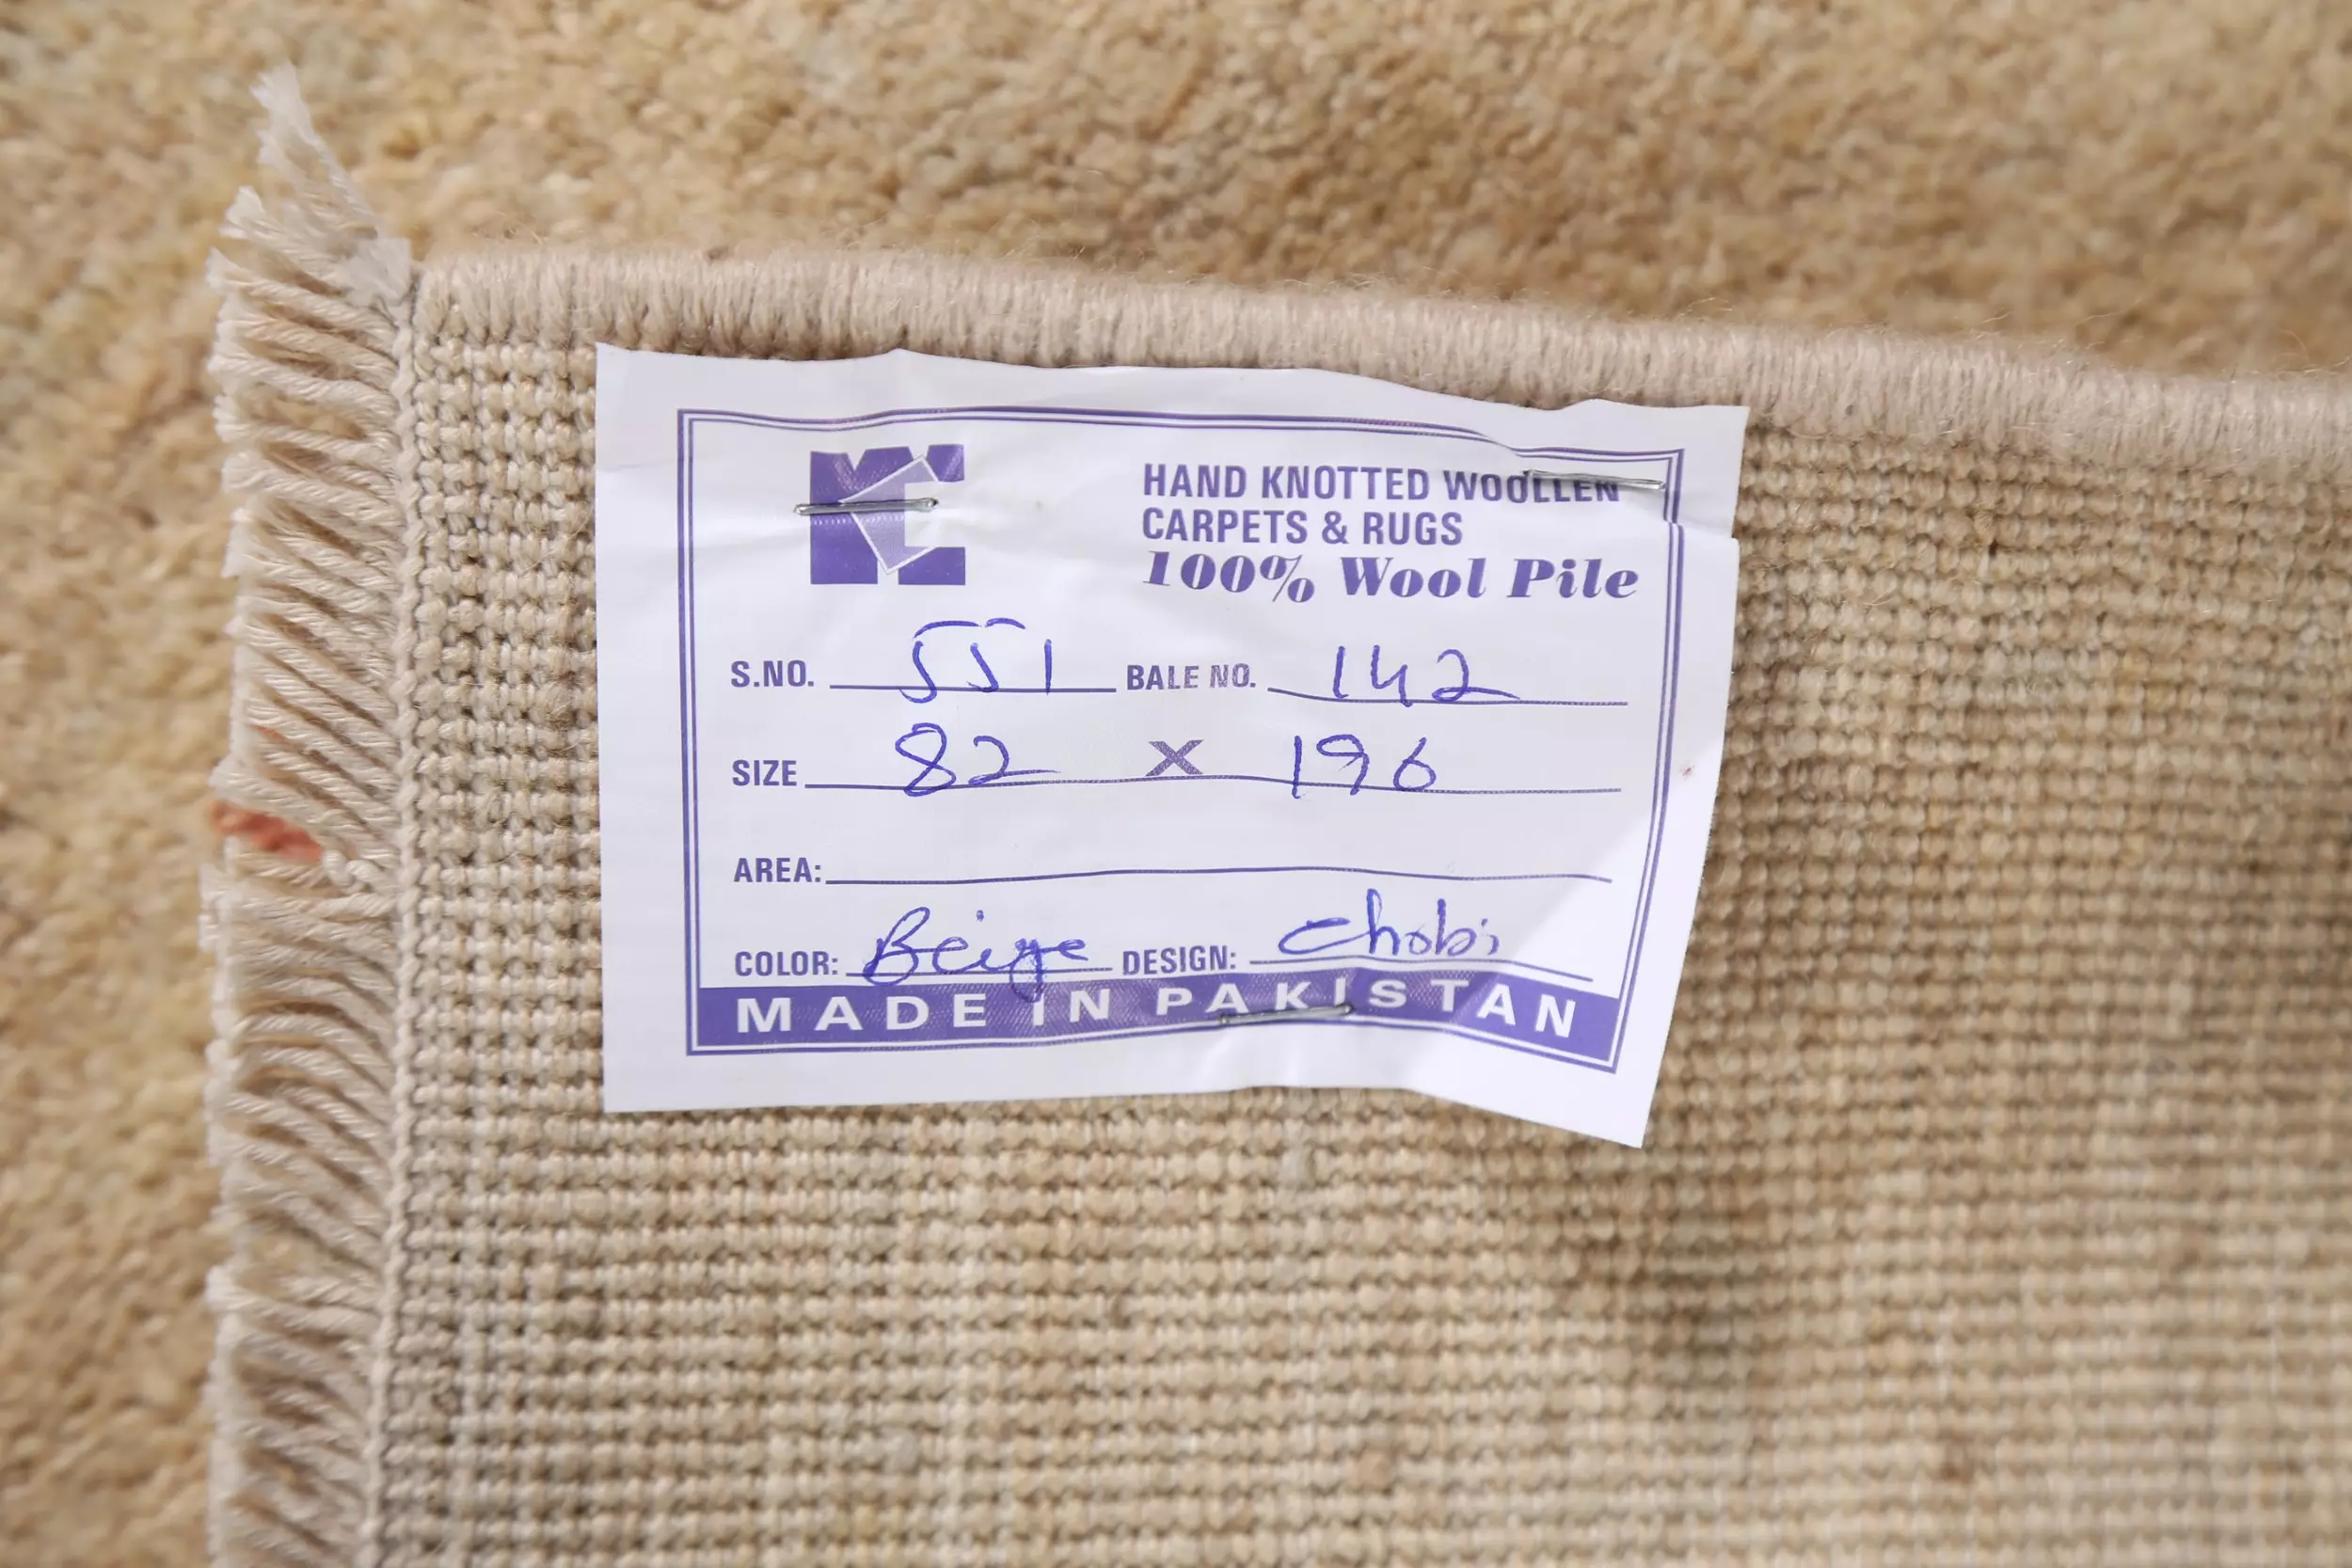 HAND KNOTTED WOOLLEN
CARPETS & RUGS
100% Wool Pile
S.NO. 551 BALE NO. 142
SIZE 82 X 196
AREA:
COLOR: Beige DESIGN: Chobi
MADE IN PAKISTAN